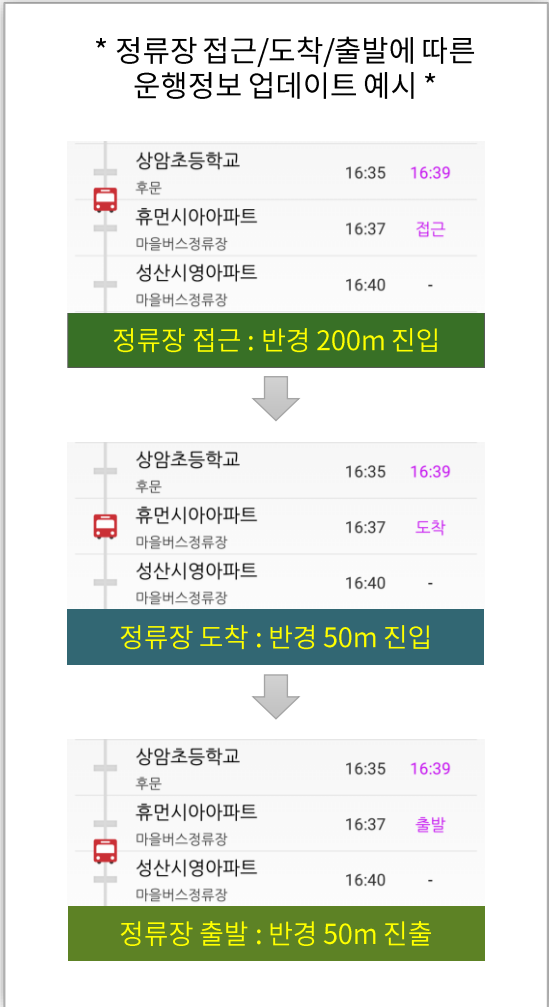 * 정류장 접근/도착/출발에 따른
운행정보 업데이트 예시 *
상암초등학교 16:35 16:39
후문
휴먼시아아파트 16:37 접근
마을버스정류장
성산시영아파트 16:40 -
마을버스정류장
정류장 접근 : 반경 200m 진입
상암초등학교 16:35 16:39
후문
휴먼시아아파트 16:37 도착
마을버스정류장
성산시영아파트 16:40 -
마을버스정류장
정류장 도착 : 반경 50m 진입
상암초등학교 16:35 16:39
후문
휴먼시아아파트 16:37 출발
마을버스정류장
성산시영아파트 16:40 -
마을버스정류장
정류장 출발 : 반경 50m 진출